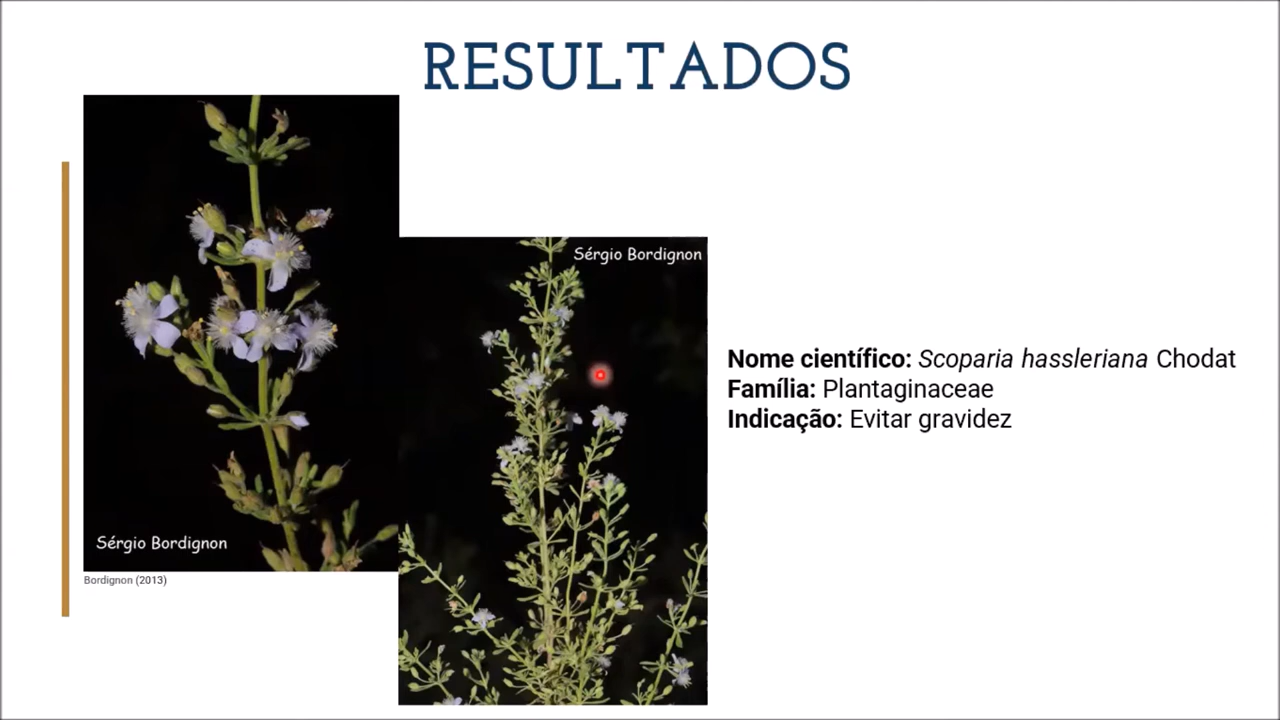 RESULTADOS
Sérgio Bordignon
Bordignon (2013)
Sérgio Bordignon
Nome científico: Scoparia hassleriana Chodat
Família: Plantaginaceae
Indicação: Evitar gravidez